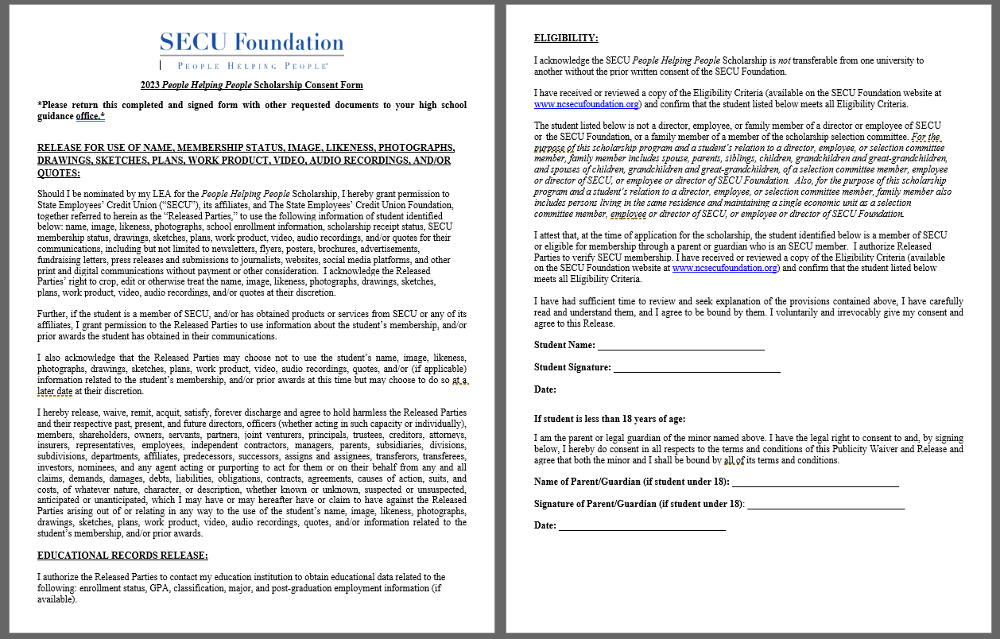 SECU Foundation
PEOPLE HELPING PEOPLE®
2023 People Helping People Scholarship Consent Form
*Please return this completed and signed form with other requested documents to your high school
guidance office.*
RELEASE FOR USE OF NAME, MEMBERSHIP STATUS, IMAGE, LIKENESS, PHOTOGRAPHS,
DRAWINGS, SKETCHES, PLANS, WORK PRODUCT, VIDEO, AUDIO RECORDINGS, AND/OR
QUOTES:
Should I be nominated by my LEA for the People Helping People Scholarship, I hereby grant permission to
State Employees’ Credit Union (“SECU”), its affiliates, and The State Employees’ Credit Union Foundation,
together referred to herein as the “Released Parties,” to use the following information of student identified
below: name, image, likeness, photographs, school enrollment information, scholarship receipt status, SECU
membership status, drawings, sketches, plans, work product, video, audio recordings, and/or quotes for their
communications, including but not limited to newsletters, flyers, posters, brochures, advertisements,
fundraising letters, press releases and submissions to journalists, websites, social media platforms, and other
print and digital communications without payment or other consideration. I acknowledge the Released
Parties’ right to crop, edit or otherwise treat the name, image, likeness, photographs, drawings, sketches,
plans, work product, video, audio recordings, and/or quotes at their discretion.
Further, if the student is a member of SECU, and/or has obtained products or services from SECU or any of its
affiliates, I grant permission to the Released Parties to use information about the student’s membership, and/or
prior awards the student has obtained in their communications.
I also acknowledge that the Released Parties may choose not to use the student’s name, image, likeness,
photographs, drawings, sketches, plans, work product, video, audio recordings, quotes, and/or (if applicable)
information related to the student’s membership, and/or prior awards at this time but may choose to do so at a
later date at their discretion.
I hereby release, waive, remit, acquit, satisfy, forever discharge and agree to hold harmless the Released Parties
and their respective past, present, and future directors, officers (whether acting in such capacity or individually),
members, shareholders, owners, servants, partners, joint venturers, principals, trustees, creditors, attorneys,
insurers, representatives, employees, independent contractors, managers, parents, subsidiaries, divisions,
subdivisions, departments, affiliates, predecessors, successors, assigns and assignees, transferors, transferees,
investors, nominees, and any agent acting or purporting to act for them or on their behalf from any and all
claims, demands, damages, debts, liabilities, obligations, contracts, agreements, causes of action, suits, and
costs, of whatever nature, character, or description, whether known or unknown, suspected or unsuspected,
anticipated or unanticipated, which I may have or may hereafter have or claim to have against the Released
Parties arising out of or relating in any way to the use of the student’s name, image, likeness, photographs,
drawings, sketches, plans, work product, video, audio recordings, quotes, and/or information related to the
student’s membership, and/or prior awards.
EDUCATIONAL RECORDS RELEASE:
I authorize the Released Parties to contact my education institution to obtain educational data related to the
following: enrollment status, GPA, classification, major, and post-graduation employment information (if
available).
ELIGIBILITY:
I acknowledge the SECU People Helping People Scholarship is not transferable from one university to
another without the prior written consent of the SECU Foundation.
I have received or reviewed a copy of the Eligibility Criteria (available on the SECU Foundation website at
www.ncsecufoundation.org) and confirm that the student listed below meets all Eligibility Criteria.
The student listed below is not a director, employee, or family member of a director or employee of SECU
or the SECU Foundation, or a family member of a member of the scholarship selection committee. For the
purpose of this scholarship program and a student’s relation to a director, employee, or selection committee
member, family member includes spouse, parents, siblings, children, grandchildren and great-grandchildren,
and spouses of children, grandchildren and great-grandchildren, of a selection committee member, employee
or director of SECU, or employee or director of SECU Foundation. Also, for the purpose of this scholarship
program and a student’s relation to a director, employee, or selection committee member, family member also
includes persons living in the same residence and maintaining a single economic unit as a selection
committee member, employee or director of SECU, or employee or director of SECU Foundation.
I attest that, at the time of application for the scholarship, the student identified below is a member of SECU
or eligible for membership through a parent or guardian who is an SECU member. I authorize Released
Parties to verify SECU membership. I have received or reviewed a copy of the Eligibility Criteria (available
on the SECU Foundation website at www.ncsecufoundation.org) and confirm that the student listed below
meets all Eligibility Criteria.
I have had sufficient time to review and seek explanation of the provisions contained above, I have carefully
read and understand them, and I agree to be bound by them. I voluntarily and irrevocably give my consent and
agree to this Release.
Student Name: ___________________________________
Student Signature: ___________________________________
Date:
If student is less than 18 years of age:
I am the parent or legal guardian of the minor named above. I have the legal right to consent to and, by signing
below, I hereby do consent in all respects to the terms and conditions of this Publicity Waiver and Release and
agree that both the minor and I shall be bound by all of its terms and conditions.
Name of Parent/Guardian (if student under 18): ___________________________________
Signature of Parent/Guardian (if student under 18): _________________________________
Date: ___________________________________